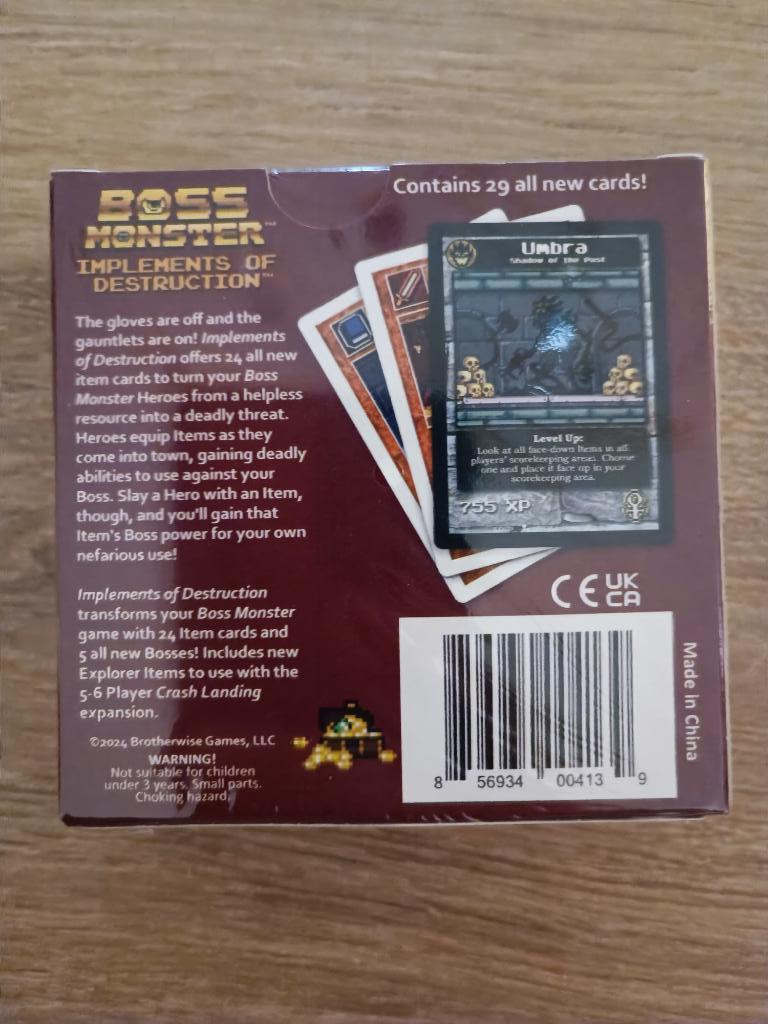 BOSS
MONSTER™
IMPLEMENTS OF
DESTRUCTION™
Contains 29 all new cards!
The gloves are off and the
gauntlets are on! Implements
of Destruction offers 24 all new
item cards to turn your Boss
Monster Heroes from a helpless
resource into a deadly threat.
Heroes equip Items as they
come into town, gaining deadly
abilities to use against your
Boss. Slay a Hero with an Item,
though, and you'll gain that
Item's Boss power for your own
nefarious use!
Implements of Destruction
transforms your Boss Monster
game with 24 Item cards and
5 all new Bosses! Includes new
Explorer Items to use with the
5-6 Player Crash Landing
expansion.
©2024 Brotherwise Games, LLC
WARNING!
Not suitable for children
under 3 years. Small parts.
Choking hazard.
Umbra
Shadow of the Past
Level Up:
Look at all face-down Items in all
players' scorekeeping areas. Choose
one and place it face up in your
scorekeeping area.
755 XP
CE UK
CA
8 56934 00413 9
Made in China